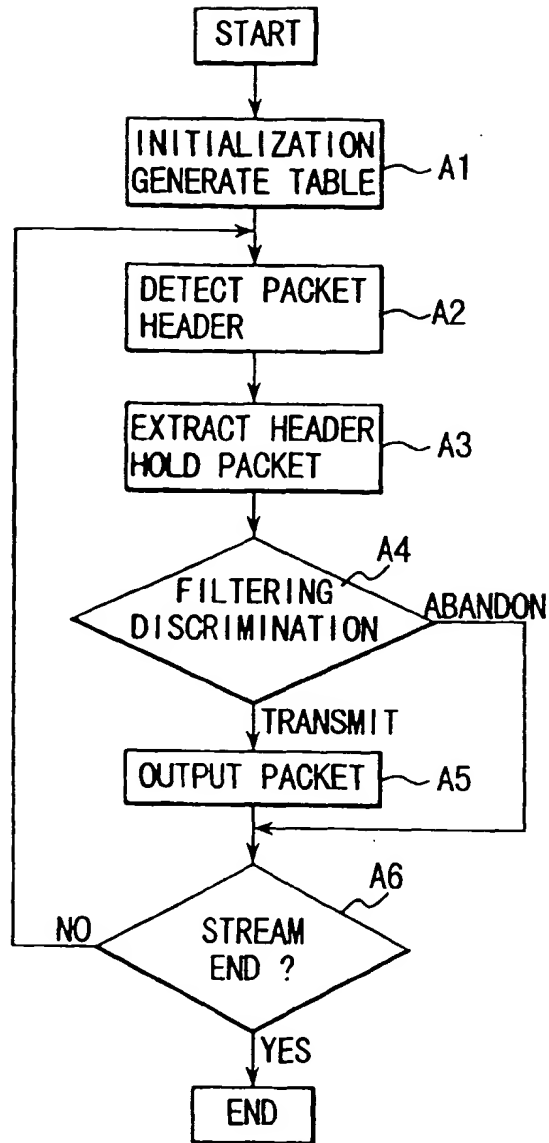 START
INITIALIZATION
GENERATE TABLE
A1
DETECT PACKET
HEADER
A2
EXTRACT HEADER
HOLD PACKET
A3
A4
FILTERING
DISCRIMINATION
ABANDON
TRANSMIT
OUTPUT PACKET
A5
A6
NO
STREAM
END ?
YES
END